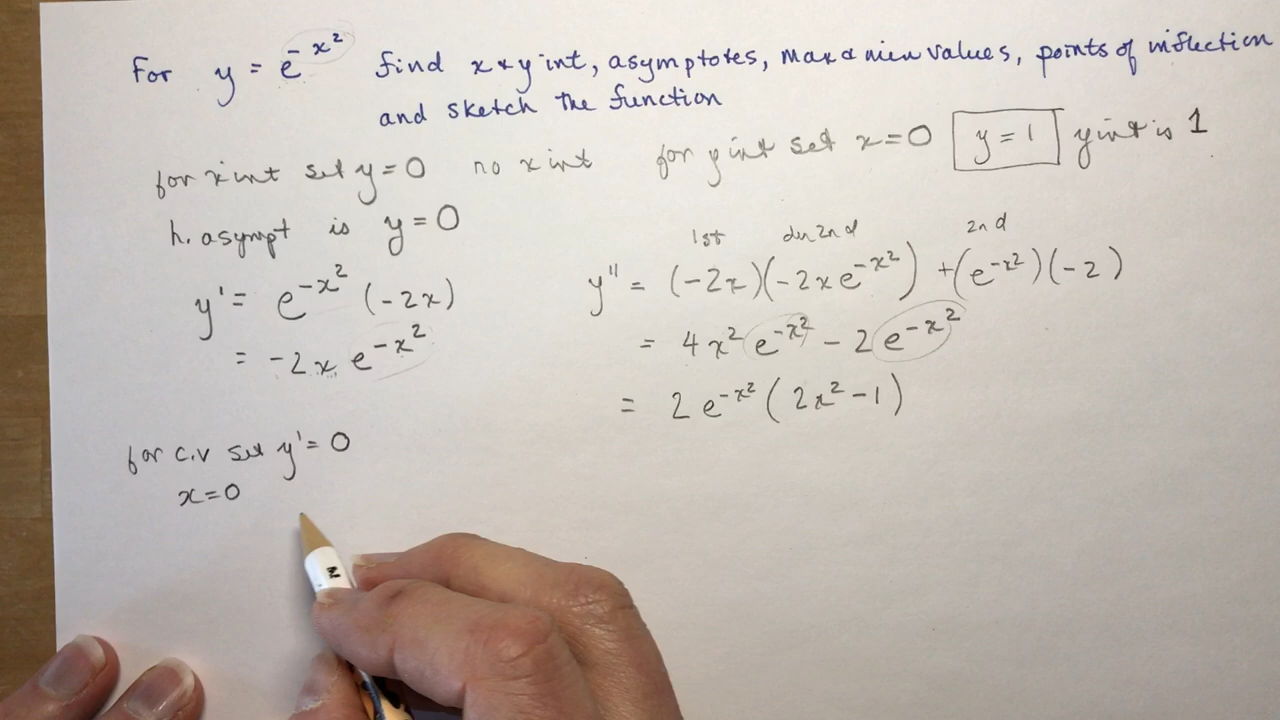 For y = e^{-x^2} find x & y int, asymptotes, max & min values, points of inflection
and sketch the function
for x int set y = 0 no x int for y int set x = 0 y = 1 y int is 1
h. asympt is y = 0
y' = e^{-x^2} (-2x)
= -2x e^{-x^2}
1st der 2nd 2nd
y'' = (-2x)(-2x e^{-x^2}) + (e^{-x^2})(-2)
= 4x^2 e^{-x^2} - 2 e^{-x^2}
= 2 e^{-x^2} (2x^2 - 1)
for c.v set y' = 0
x = 0
N